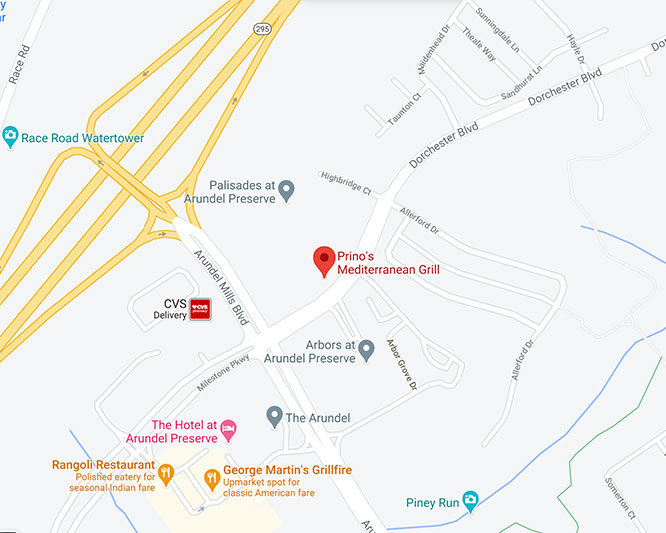 y
ar
Race Rd
295
Sunningdale Ln
Theale Way
Maidenhead Dr
Hayle Dr
Sandhurst Ln
Taunton Ct
Dorchester Blvd
Do
Dorchester Blvd
Race Road Watertower
Highbridge Ct
Palisades at
Arundel Preserve
Allerford Dr
Prino's
Mediterranean Grill
Arundel Mills Blvd
CVS
Delivery
CVS
pharmacy
Arbors at
Arundel Preserve
Milestone Pkwy
Arbor Grove Dr
Allerford Dr
The Arundel
The Hotel at
Arundel Preserve
Rangoli Restaurant
Polished eatery for
seasonal Indian fare
George Martin's Grillfire
Upmarket spot for
classic American fare
Piney Run
Somerton Ct
Aru